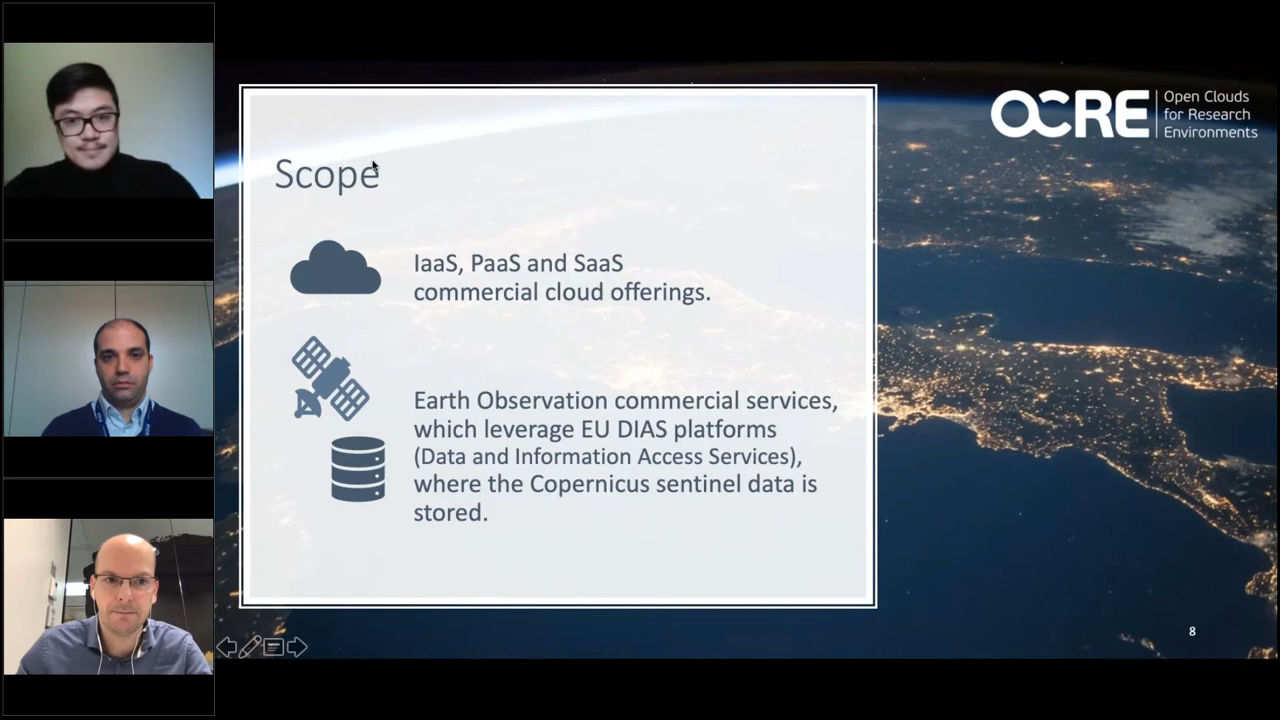 OCRE
Open Clouds
for Research
Environments
Scope
IaaS, PaaS and SaaS
commercial cloud offerings.
Earth Observation commercial services,
which leverage EU DIAS platforms
(Data and Information Access Services),
where the Copernicus sentinel data is
stored.
8